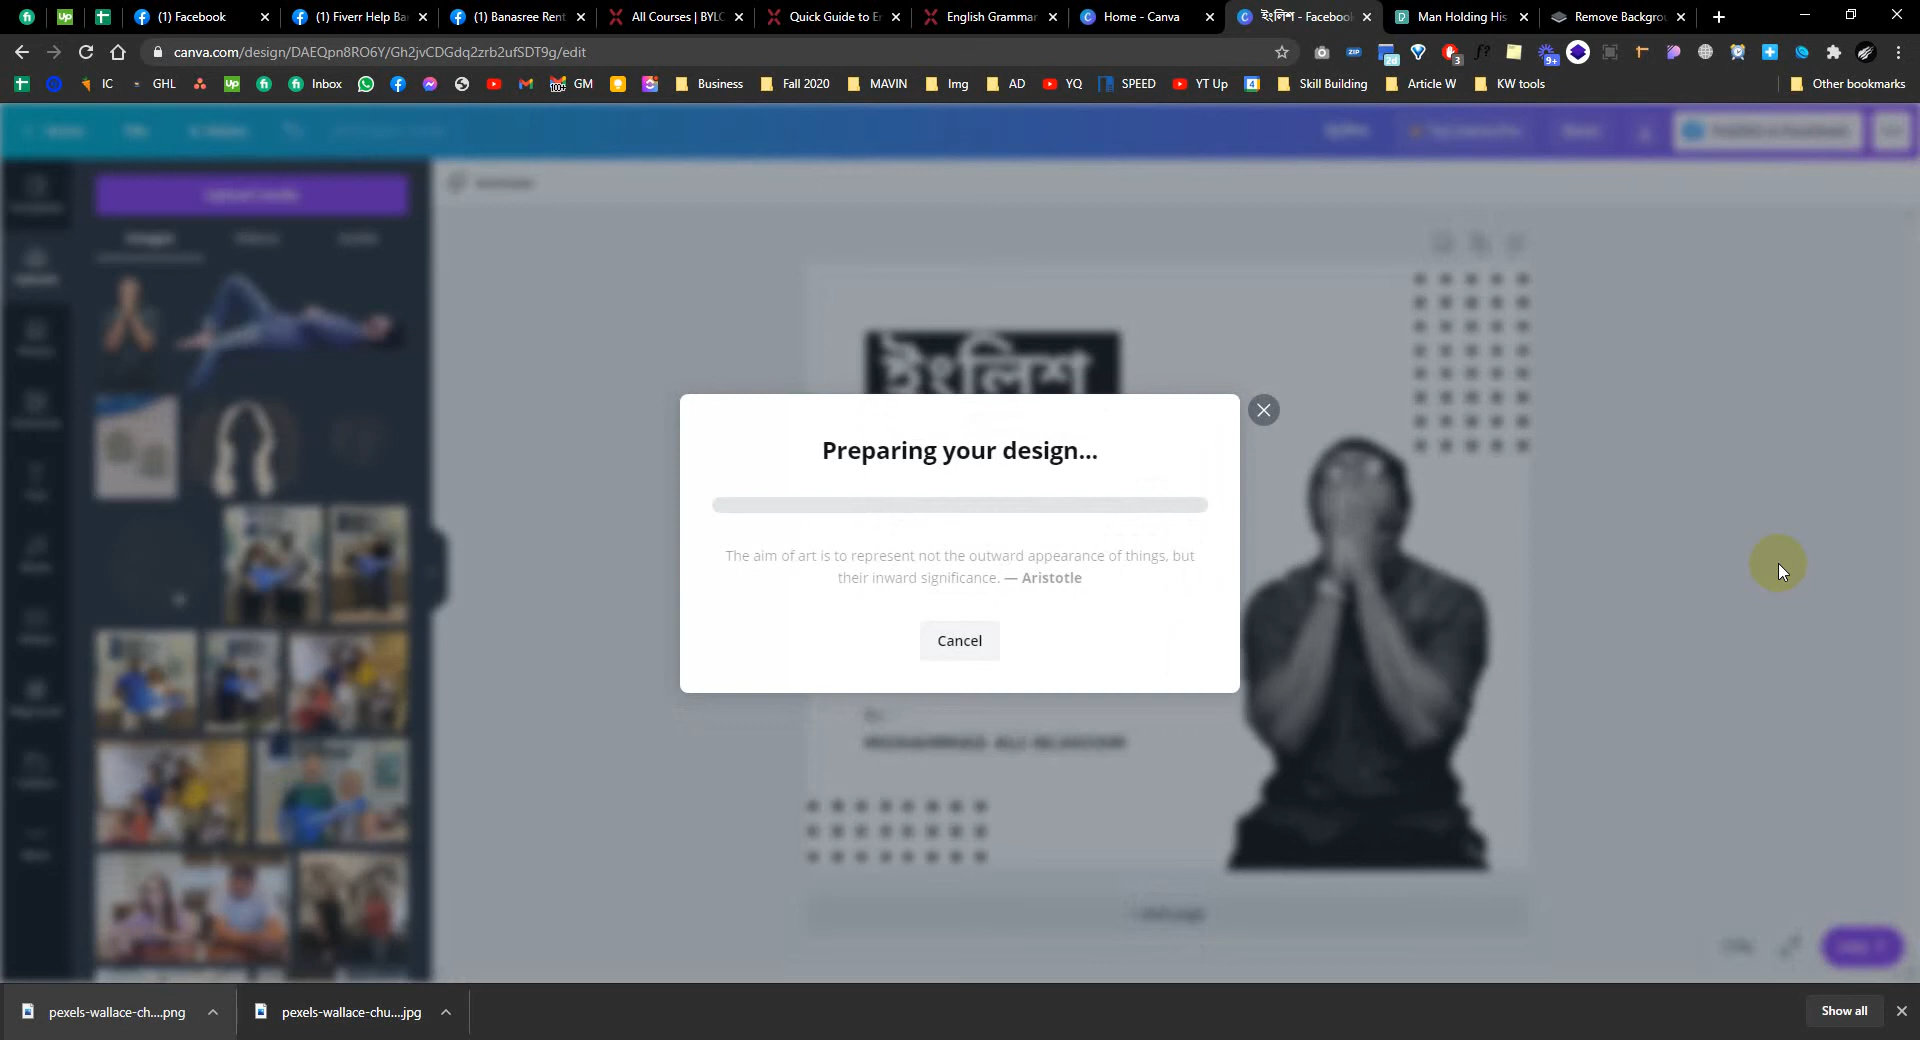 (1) Facebook
(1) Fiverr Help Ba
(1) Banasree Rent
All Courses | BYLC
Quick Guide to E
English Grammar
Home - Canva
ইংলিশ - Facebook
Man Holding His
Remove Backgrou
canva.com/design/DAEQpn8RO6Y/Gh2jvCDGdq2zrb2ufSDT9g/edit
IC
GHL
Inbox
GM
Business
Fall 2020
MAVIN
Img
AD
YQ
SPEED
YT Up
Skill Building
Article W
KW tools
Other bookmarks
Upload media
Images
ইংলিশ
Preparing your design...
The aim of art is to represent not the outward appearance of things, but
their inward significance. — Aristotle
Cancel
pexels-wallace-ch....png
pexels-wallace-chu....jpg
Show all